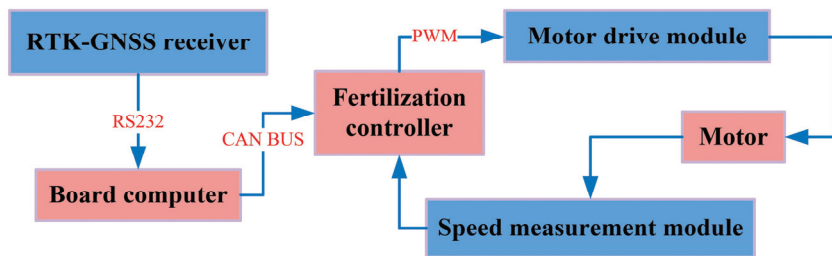 RTK-GNSS receiver
RS232
Board computer
CAN BUS
Fertilization
controller
PWM
Motor drive module
Motor
Speed measurement module